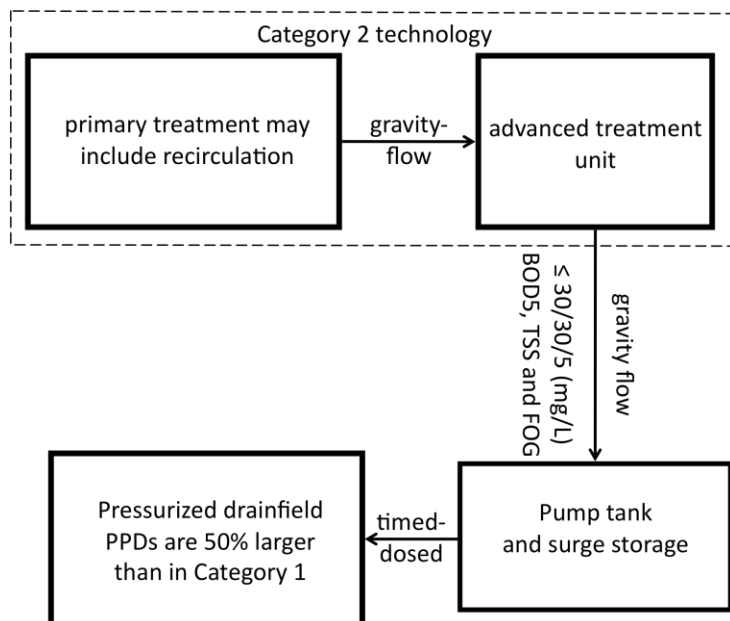 Category 2 technology
primary treatment may
include recirculation
gravity-
flow
advanced treatment
unit
≤ 30/30/5 (mg/L)
BOD5, TSS and FOG
gravity flow
Pump tank
and surge storage
timed-
dosed
Pressurized drainfield
PPDs are 50% larger
than in Category 1